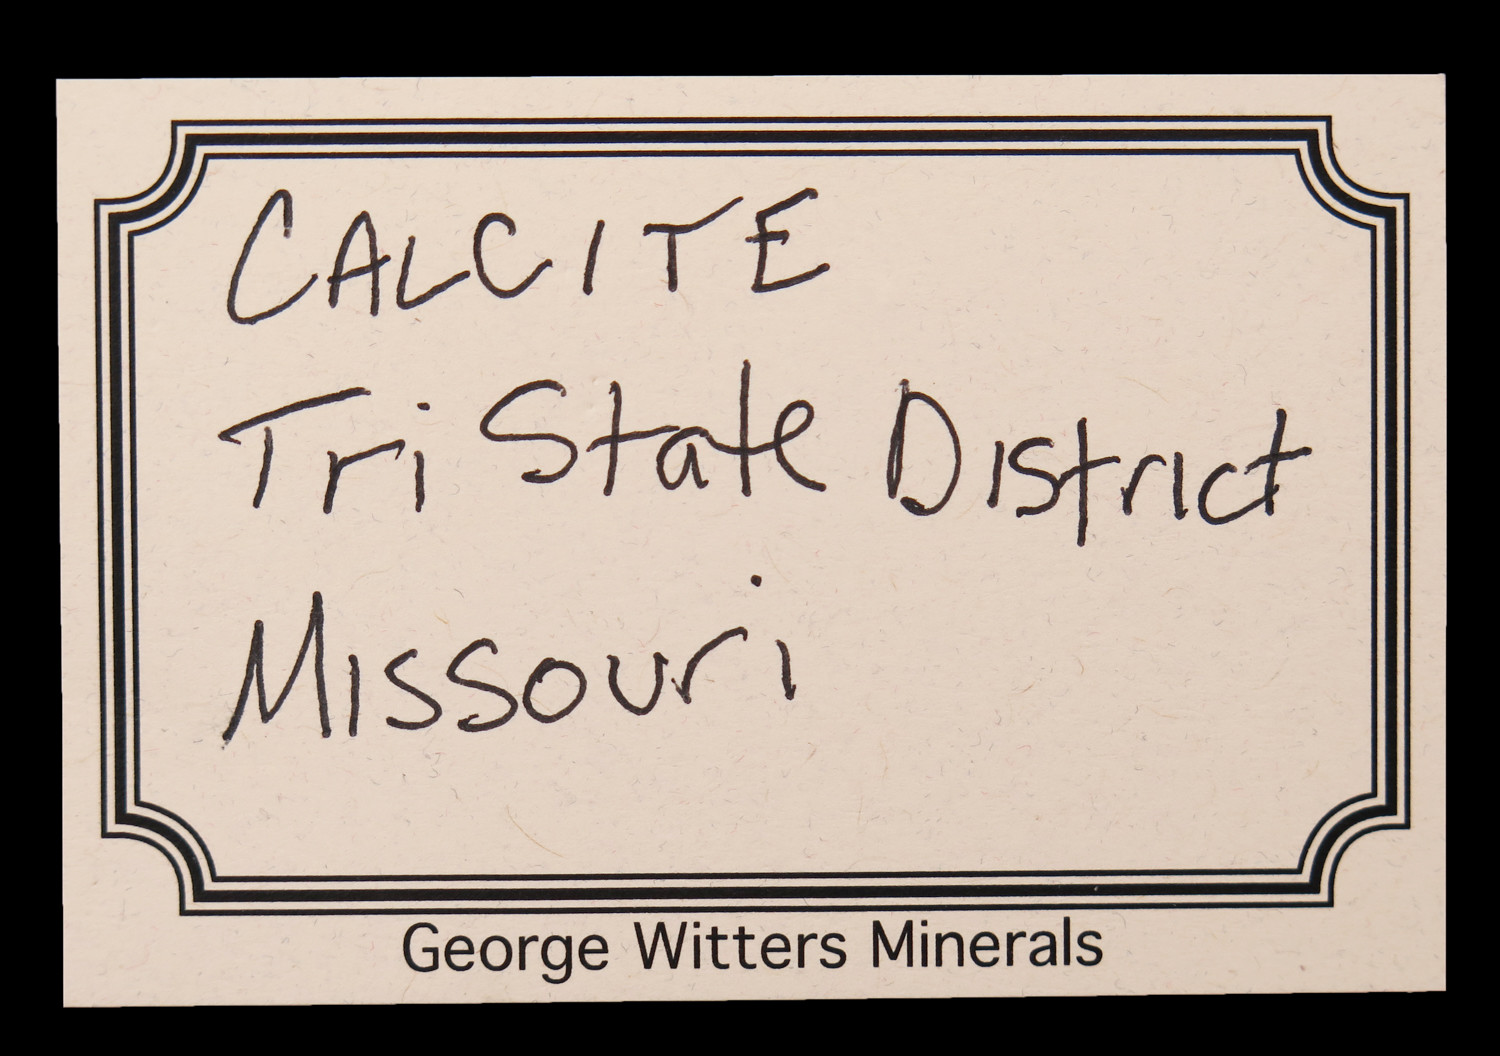 CALCITE
Tri State District
Missouri
George Witters Minerals